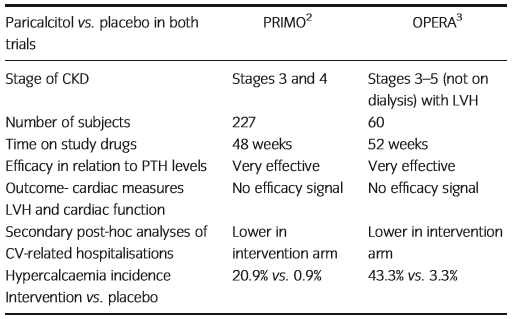 Paricalcitol vs. placebo in both PRIMO2 OPERA3
trials
Stage of CKD Stages 3 and 4 Stages 3–5 (not on
dialysis) with LVH
Number of subjects 227 60
Time on study drugs 48 weeks 52 weeks
Efficacy in relation to PTH levels Very effective Very effective
Outcome- cardiac measures No efficacy signal No efficacy signal
LVH and cardiac function
Secondary post-hoc analyses of Lower in Lower in intervention
CV-related hospitalisations intervention arm arm
Hypercalcaemia incidence 20.9% vs. 0.9% 43.3% vs. 3.3%
Intervention vs. placebo